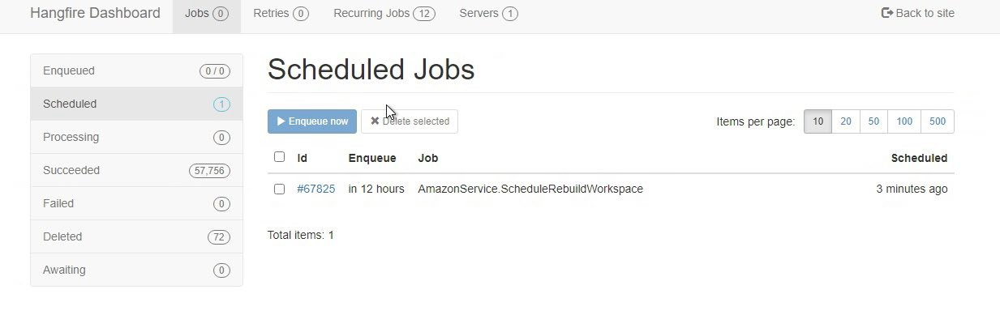 Hangfire Dashboard Jobs 0 Retries 0 Recurring Jobs 12 Servers 1 Back to site
Enqueued 0 / 0
Scheduled 1
Processing 0
Succeeded 57,756
Failed 0
Deleted 72
Awaiting 0
Scheduled Jobs
Enqueue now Delete selected Items per page: 10 20 50 100 500
Id Enqueue Job Scheduled
#67825 in 12 hours AmazonService.ScheduleRebuildWorkspace 3 minutes ago
Total items: 1